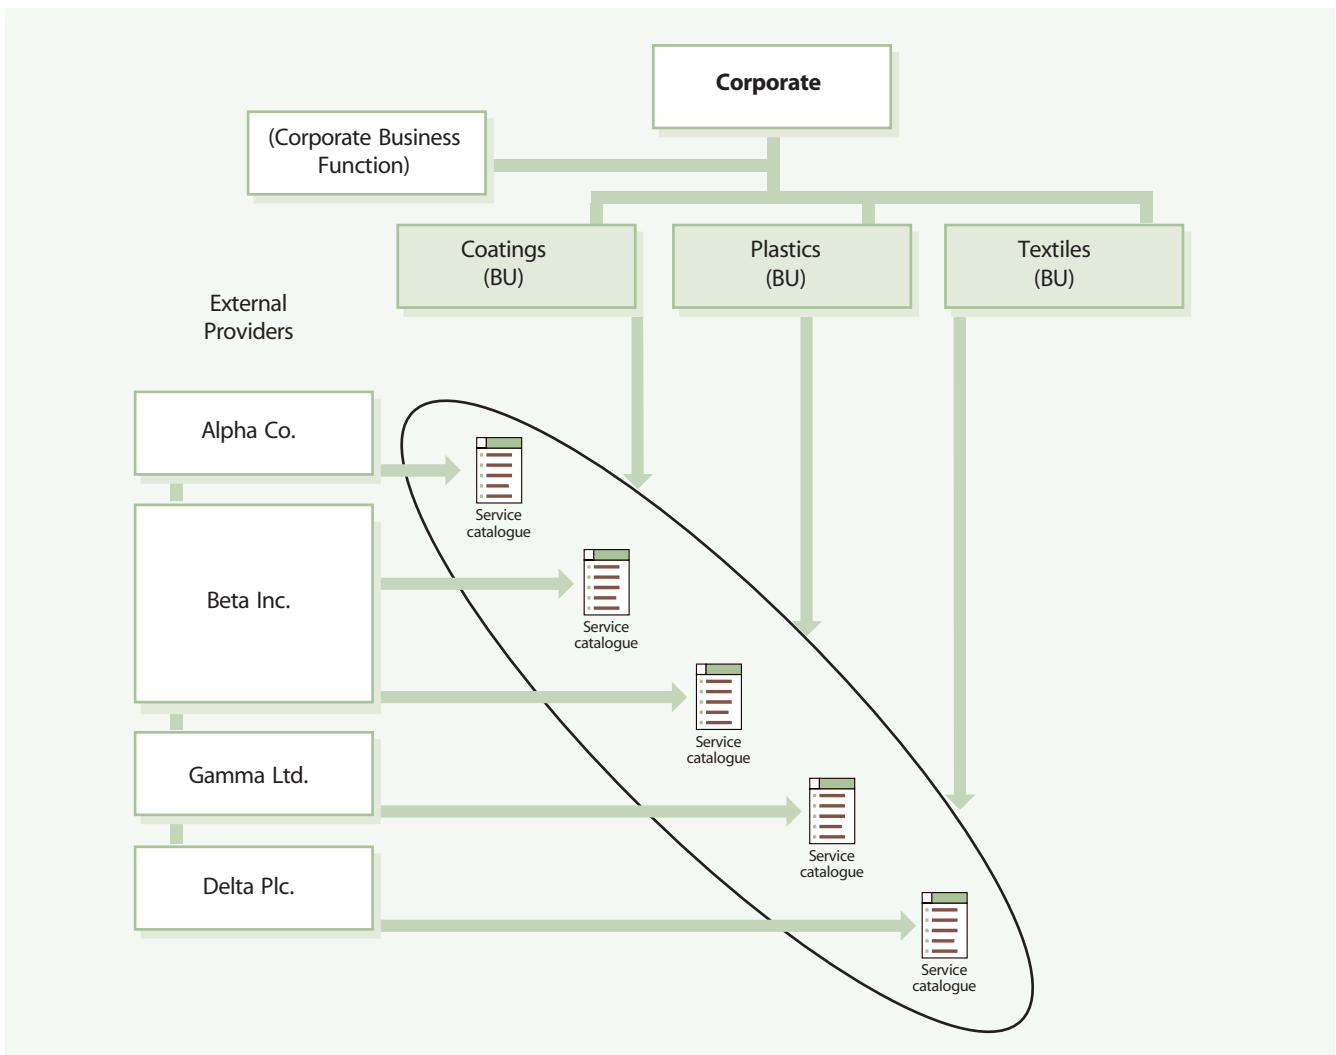 Corporate
(Corporate Business
Function)
Coatings
(BU)
Plastics
(BU)
Textiles
(BU)
External
Providers
Alpha Co.
Service
catalogue
Beta Inc.
Service
catalogue
Service
catalogue
Gamma Ltd.
Service
catalogue
Delta Plc.
Service
catalogue